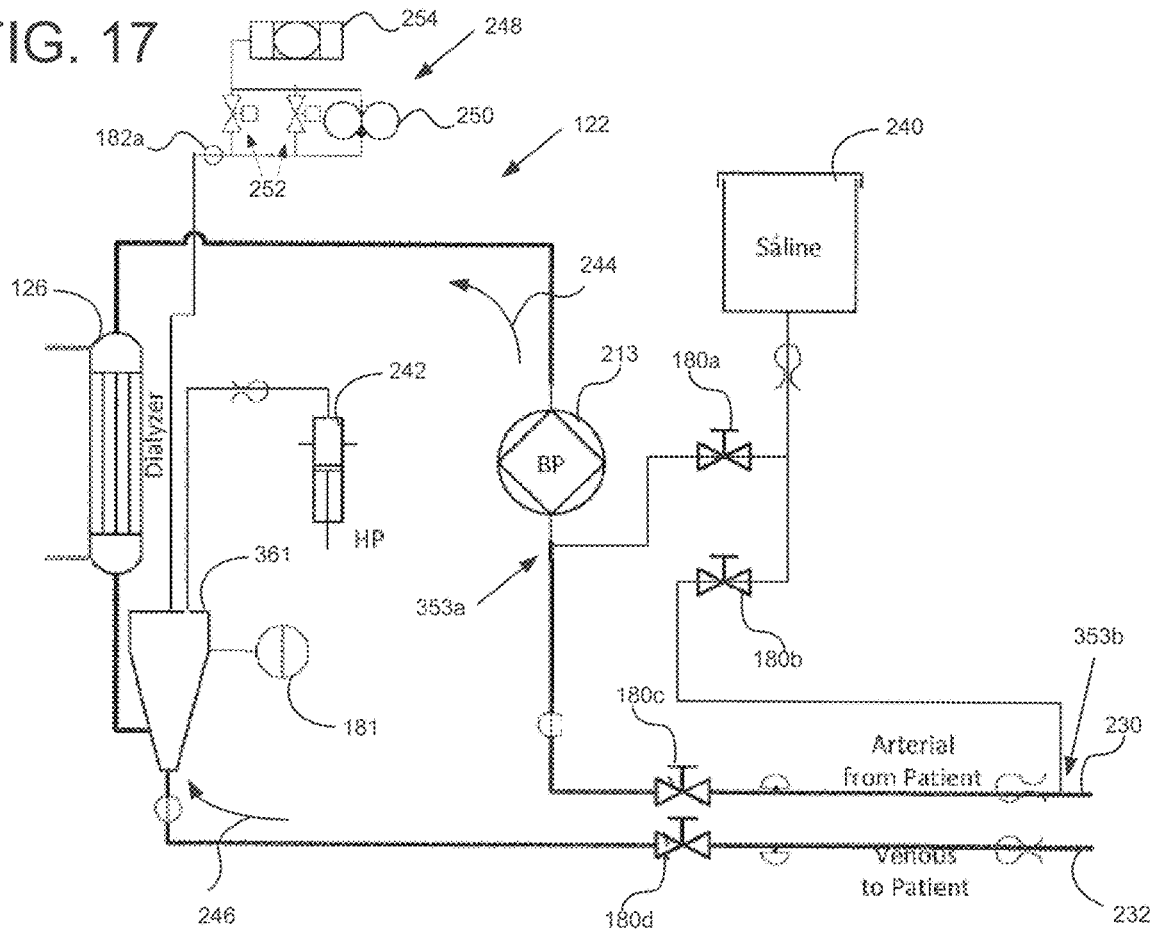 FIG. 17
254
248
182a
250
122
252
240
Saline
126
244
213
180a
242
Dialyzer
BP
HP
361
353a
180b
353b
181
180c
230
Arterial
from Patient
Venous
to Patient
246
180d
232